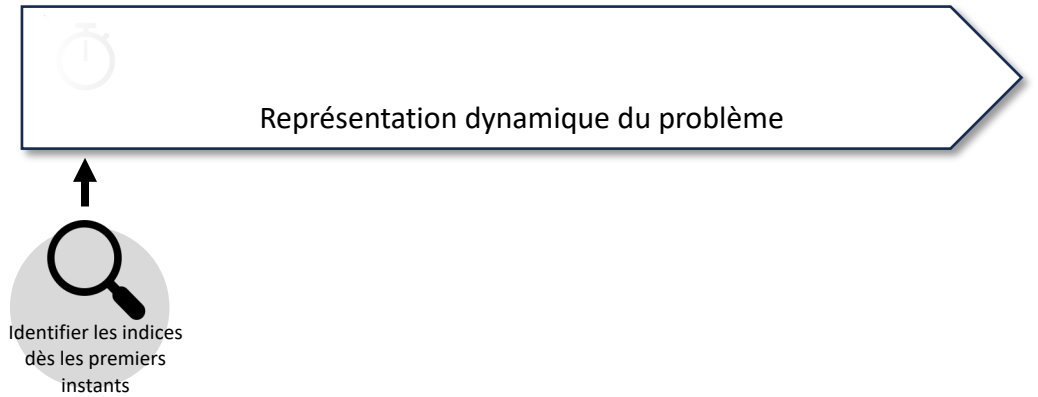 Représentation dynamique du problème
Identifier les indices
dès les premiers
instants